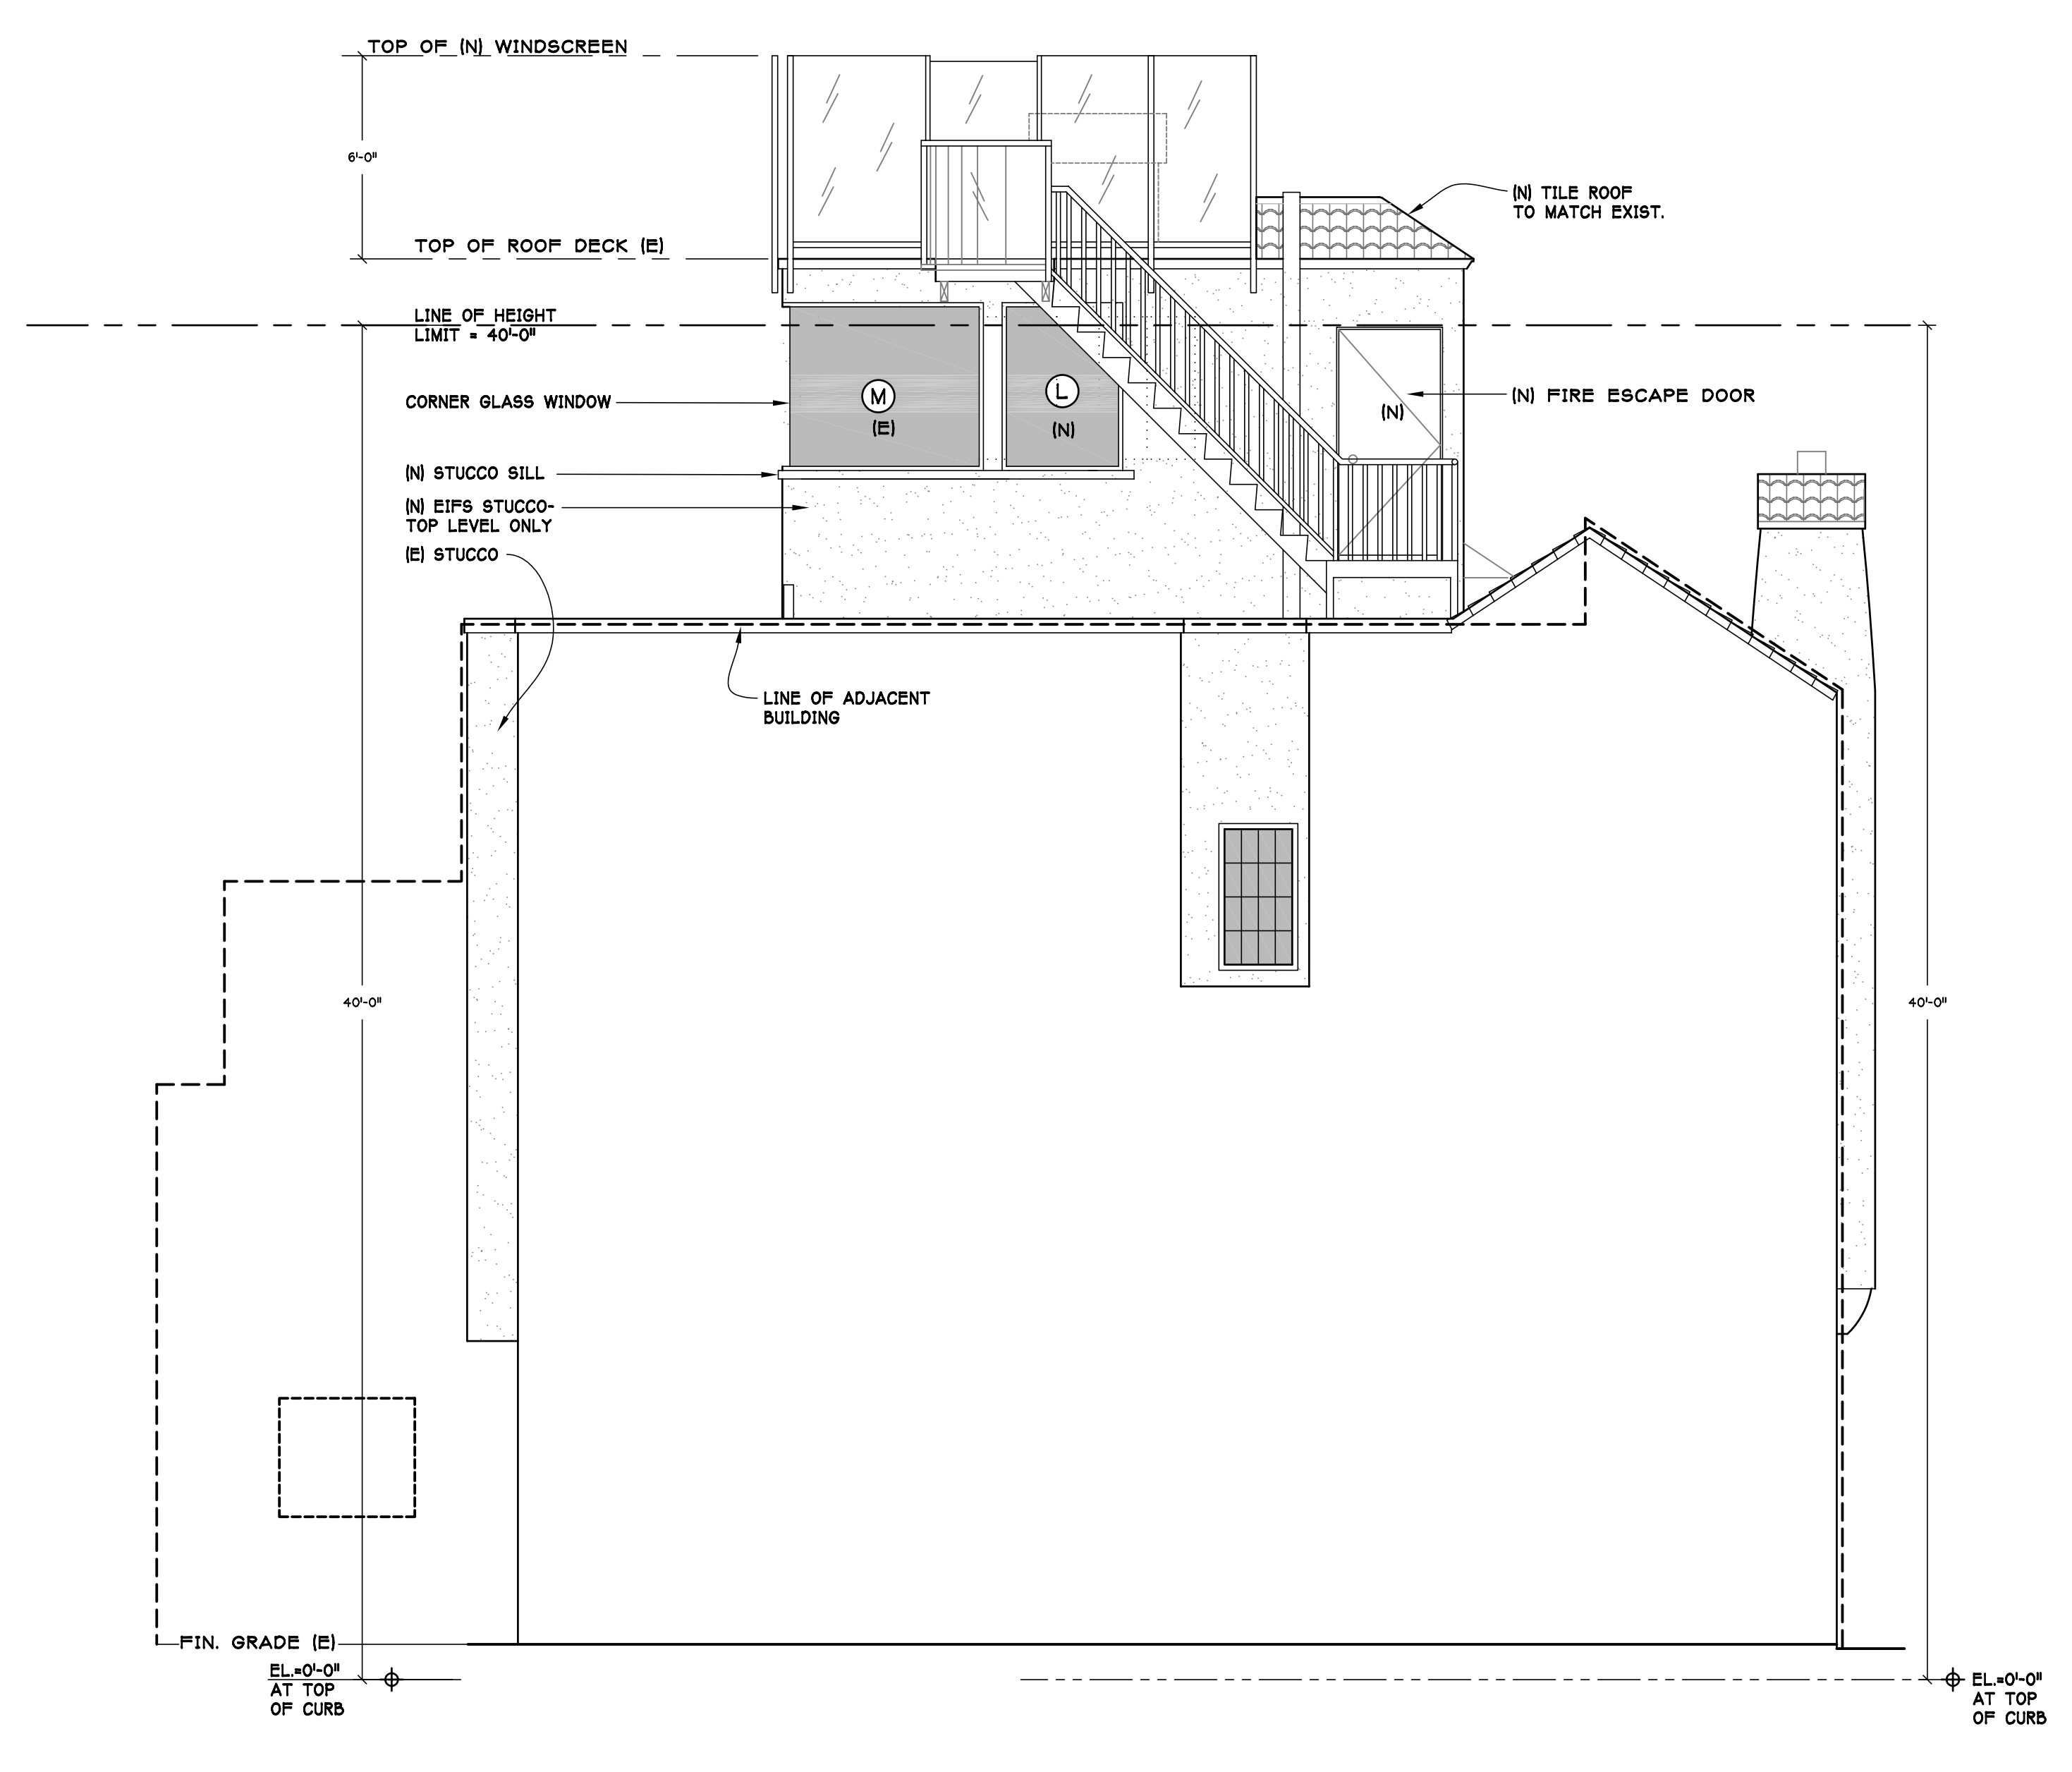 TOP OF (N) WINDSCREEN
6'-0"
(N) TILE ROOF
TO MATCH EXIST.
TOP OF ROOF DECK (E)
LINE OF HEIGHT
LIMIT = 40'-0"
CORNER GLASS WINDOW
M
(E)
L
(N)
(N)
(N) FIRE ESCAPE DOOR
(N) STUCCO SILL
(N) EIFS STUCCO-
TOP LEVEL ONLY
(E) STUCCO
LINE OF ADJACENT
BUILDING
40'-0"
40'-0"
FIN. GRADE (E)
EL.=0'-0"
AT TOP
OF CURB
EL.=0'-0"
AT TOP
OF CURB